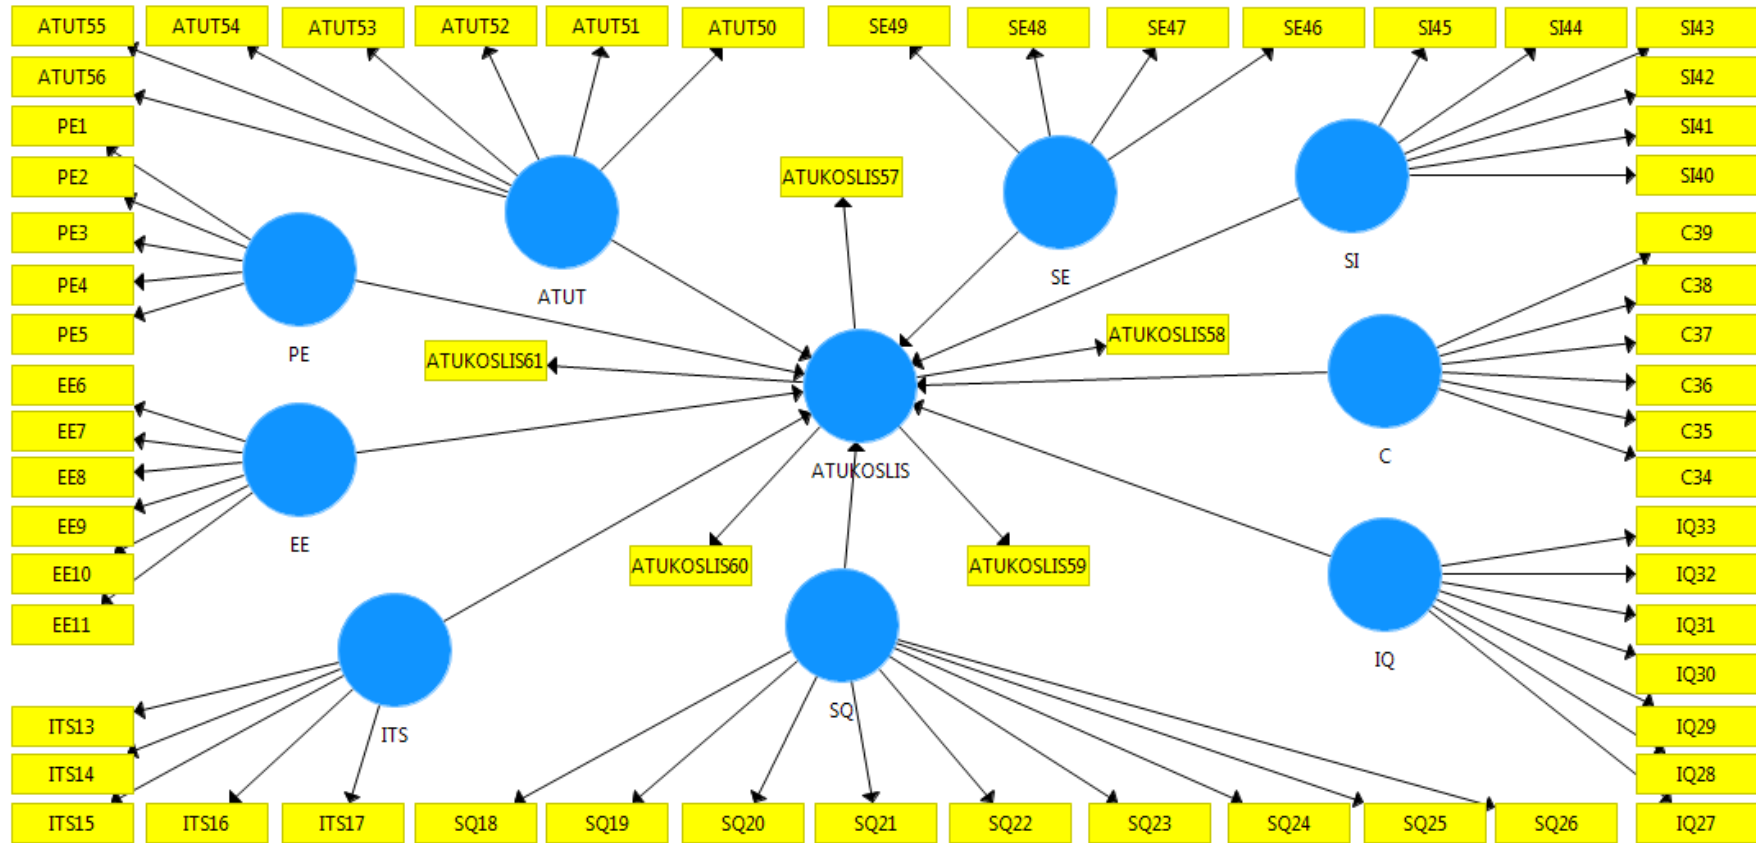 ATUT55 ATUT54 ATUT53 ATUT52 ATUT51 ATUT50 SE49 SE48 SE47 SE46 SI45 SI44 SI43
ATUT56 SI42
PE1 SI41
PE2 ATUKOSLIS57 SI40
PE3 C39
SI
SE
PE4 ATUT C38
PE5 ATUKOSLIS58 C37
PE ATUKOSLIS61
EE6 C36
EE7 C35
C
EE8 ATUKOSLIS C34
EE9 IQ33
EE
EE10 ATUKOSLIS60 ATUKOSLIS59 IQ32
EE11 IQ31
IQ
IQ30
SQ
ITS13 ITS IQ29
ITS14 IQ28
ITS15 ITS16 ITS17 SQ18 SQ19 SQ20 SQ21 SQ22 SQ23 SQ24 SQ25 SQ26 IQ27